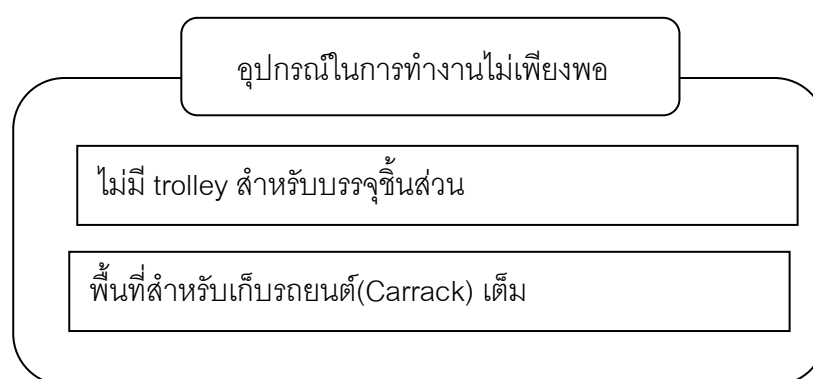 อุปกรณ์ในการทำงานไม่เพียงพอ
ไม่มี trolley สำหรับบรรจุชิ้นส่วน
พื้นที่สำหรับเก็บรถยนต์(Carrack) เต็ม